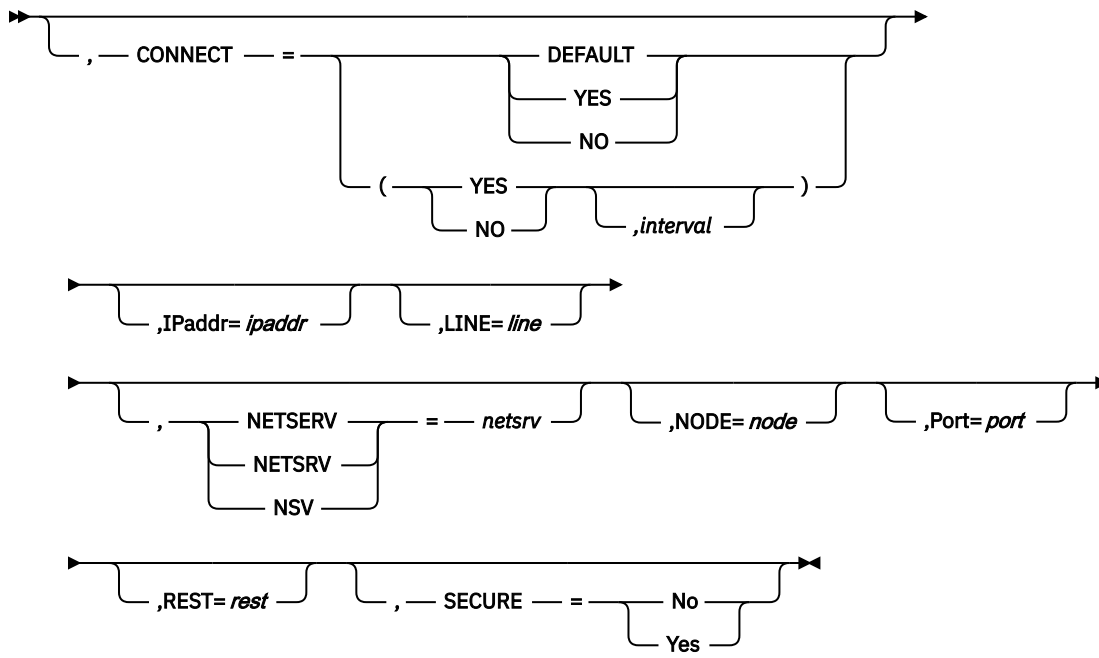 , CONNECT = DEFAULT
YES
NO
( YES )
NO ,interval
,IPaddr= ipaddr ,LINE= line
, NETSERV = netsrv ,NODE= node ,Port= port
NETSRV
NSV
,REST= rest , SECURE = No
Yes